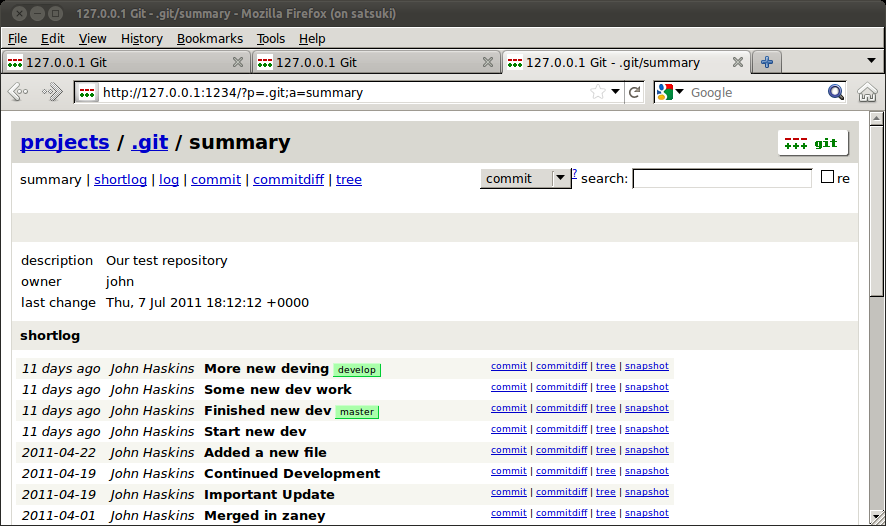 127.0.0.1 Git - .git/summary - Mozilla Firefox (on satsuki)
File Edit View History Bookmarks Tools Help
127.0.0.1 Git 127.0.0.1 Git 127.0.0.1 Git - .git/summary
http://127.0.0.1:1234/?p=.git;a=summary Google
projects / .git / summary git
summary | shortlog | log | commit | commitdiff | tree commit ? search: re
description Our test repository
owner john
last change Thu, 7 Jul 2011 18:12:12 +0000
shortlog
11 days ago John Haskins More new deving develop commit | commitdiff | tree | snapshot
11 days ago John Haskins Some new dev work commit | commitdiff | tree | snapshot
11 days ago John Haskins Finished new dev master commit | commitdiff | tree | snapshot
11 days ago John Haskins Start new dev commit | commitdiff | tree | snapshot
2011-04-22 John Haskins Added a new file commit | commitdiff | tree | snapshot
2011-04-19 John Haskins Continued Development commit | commitdiff | tree | snapshot
2011-04-19 John Haskins Important Update commit | commitdiff | tree | snapshot
2011-04-01 John Haskins Merged in zaney commit | commitdiff | tree | snapshot